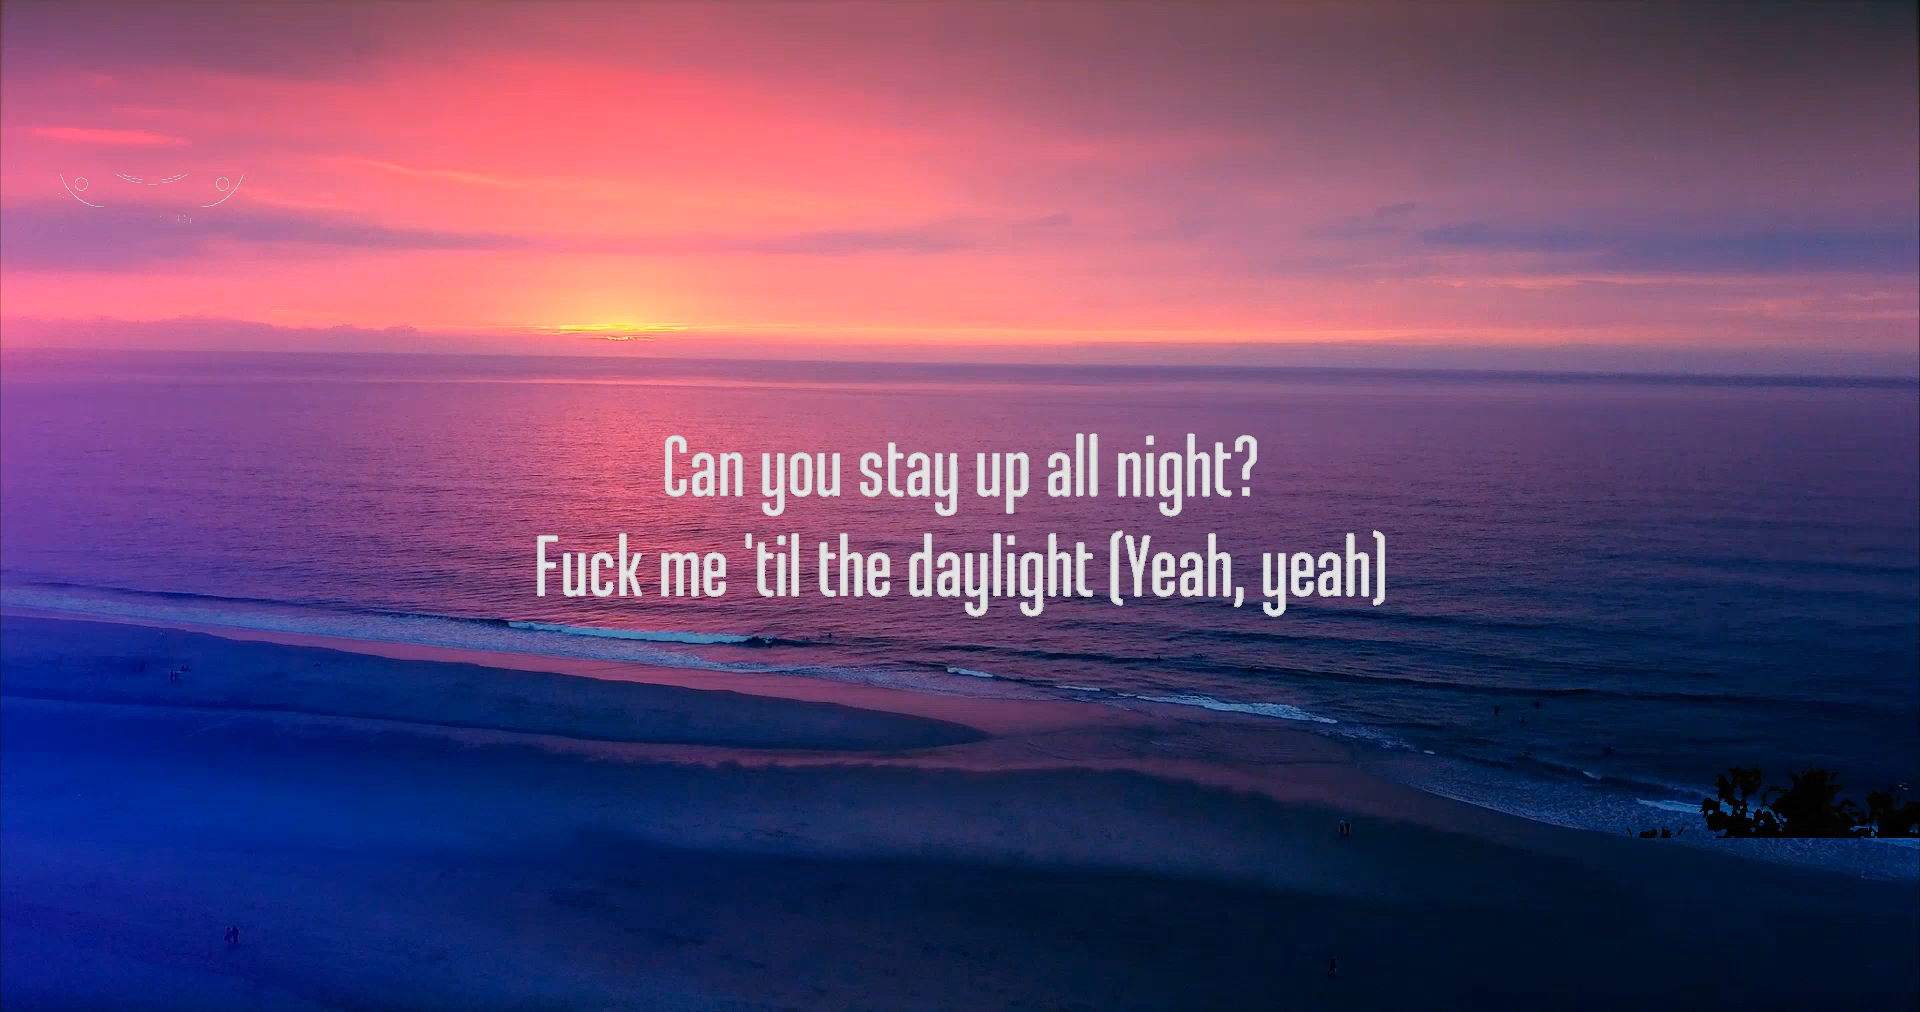 Can you stay up all night?
Fuck me 'til the daylight (Yeah, yeah)